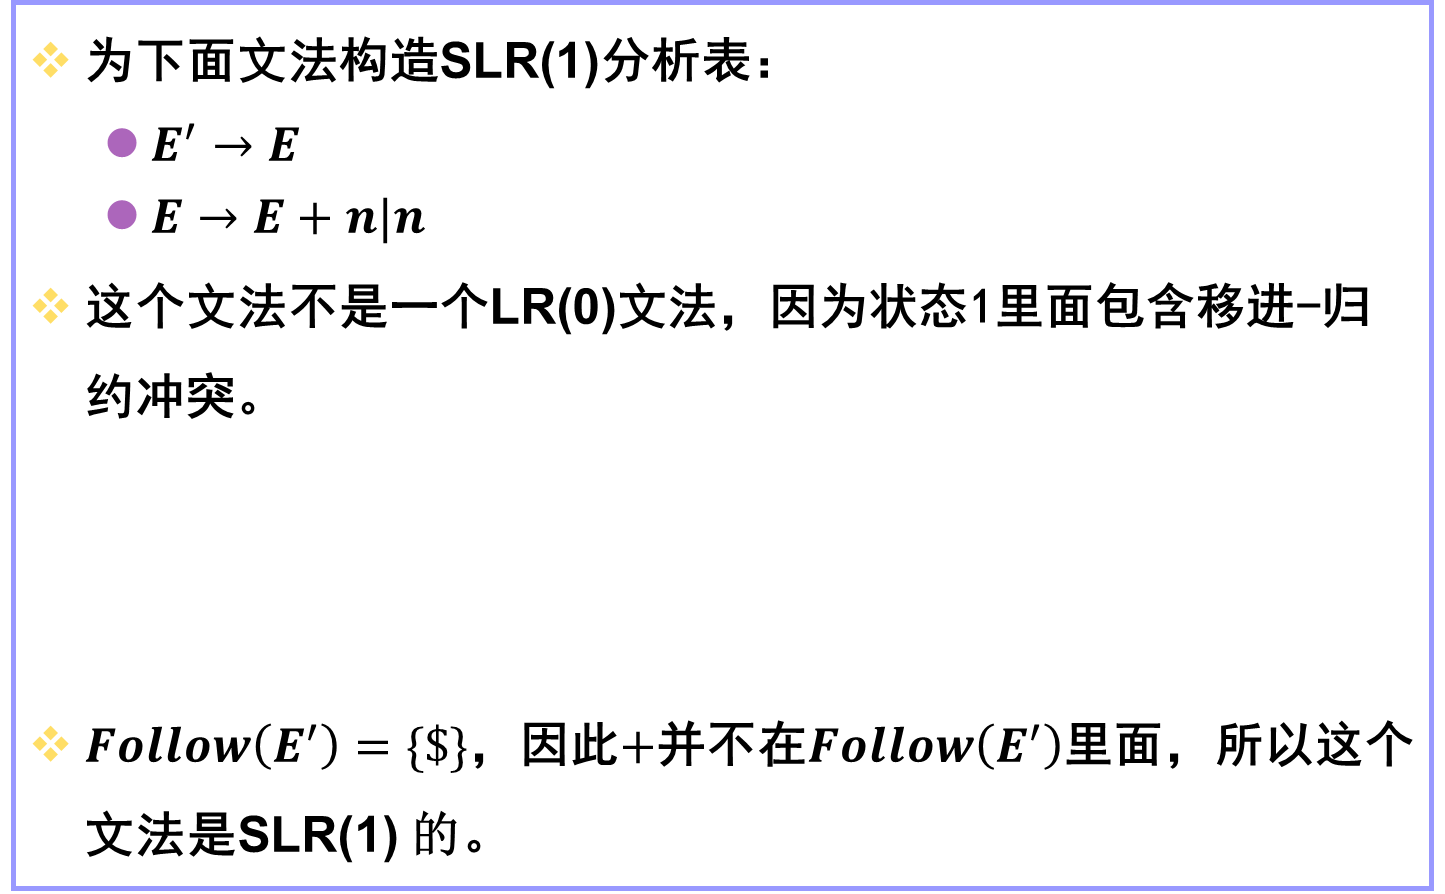 为下面文法构造SLR(1)分析表：
E′ → E
E → E + n|n
这个文法不是一个LR(0)文法，因为状态1里面包含移进-归
约冲突。
Follow(E′) = {$}，因此+并不在Follow(E′)里面，所以这个
文法是SLR(1) 的。